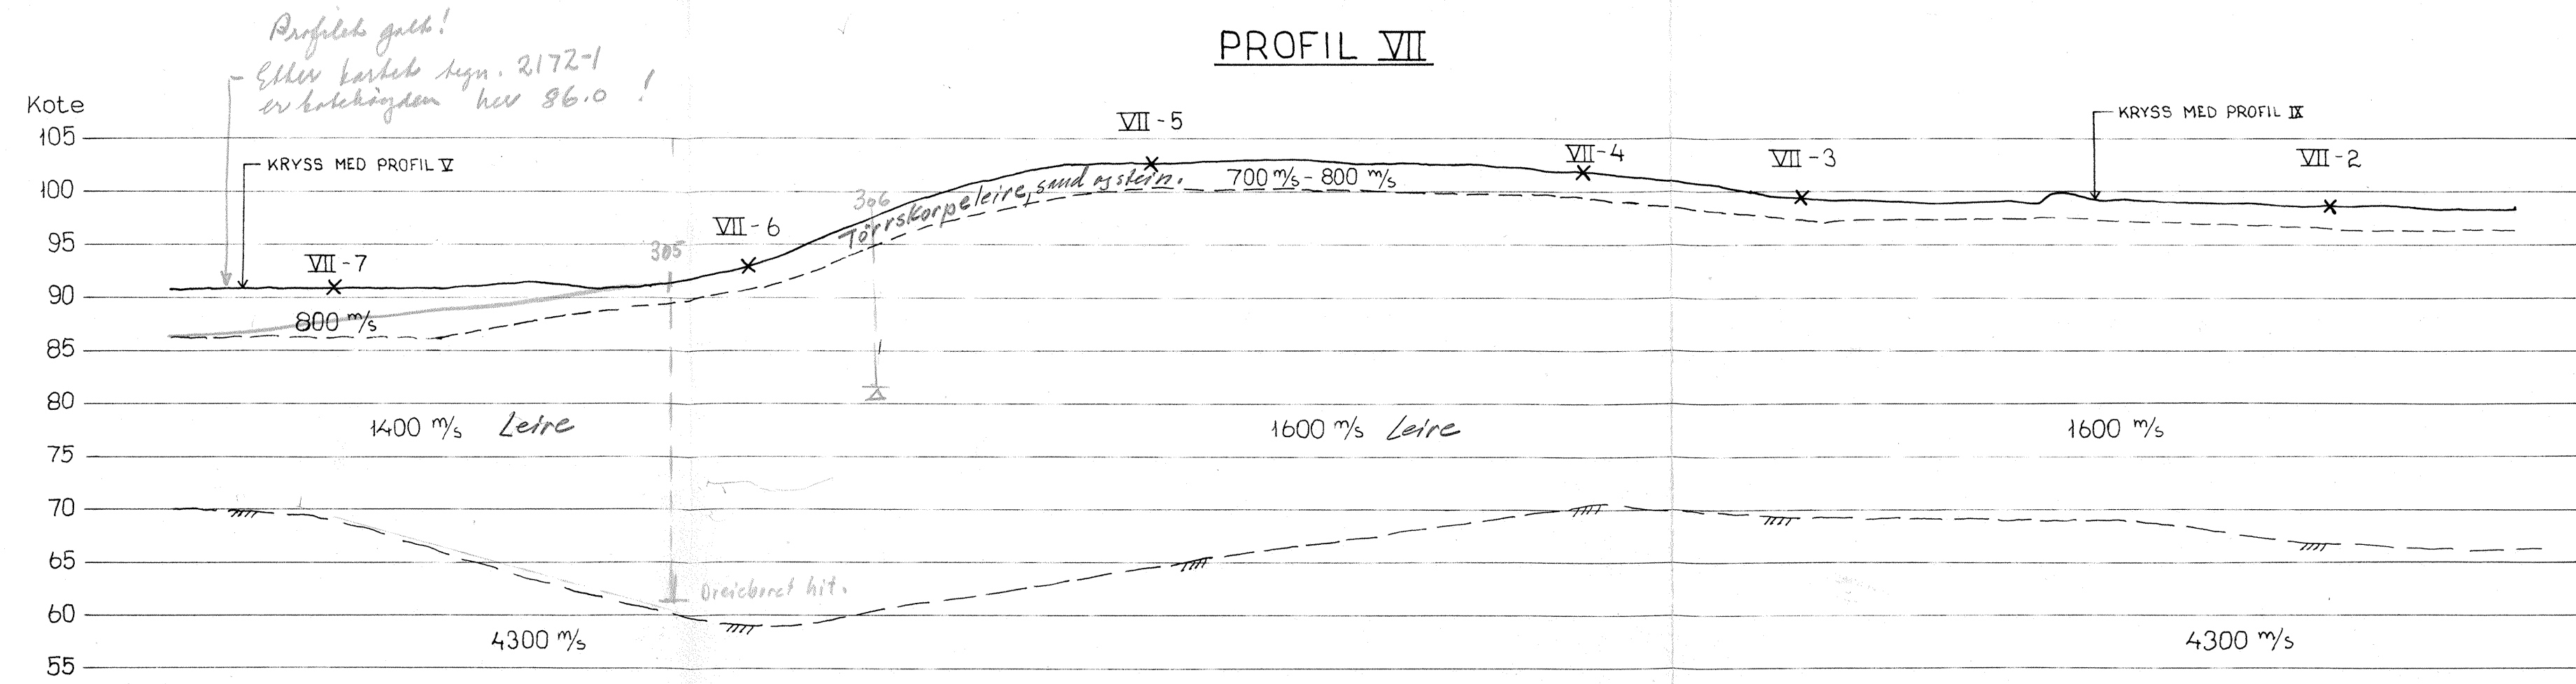 Profilet galt!
Etter kartet tegn. 2172-1
er kotehöyden her 86.0 !
PROFIL VII
Kote
105
100
95
90
85
80
75
70
65
60
55
KRYSS MED PROFIL V
KRYSS MED PROFIL IX
VII-7
VII-6
VII-5
VII-4
VII-3
VII-2
305
306
Törrskorpeleire, sand og stein.
700 m/s - 800 m/s
800 m/s
1400 m/s Leire
1600 m/s Leire
1600 m/s
Dreieboret hit.
4300 m/s
4300 m/s